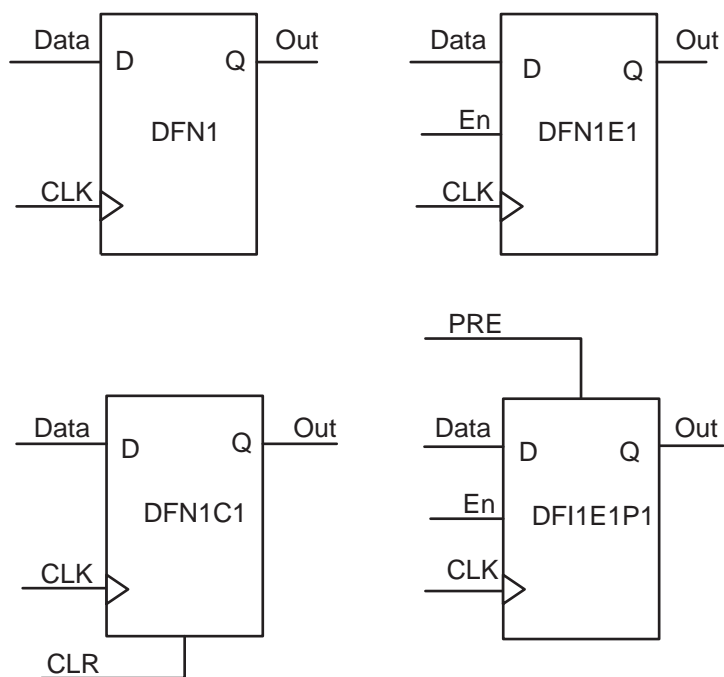 Data
Out
D
Q
DFN1
CLK
Data
Out
D
Q
En
DFN1E1
CLK
Data
Out
D
Q
DFN1C1
CLK
CLR
PRE
Data
Out
D
Q
En
DFI1E1P1
CLK